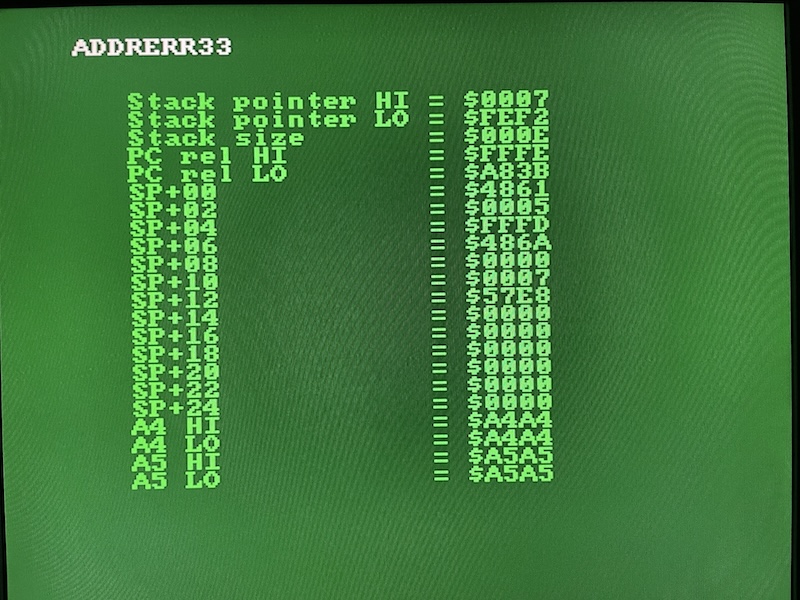 ADDRERR33
Stack pointer HI = $0007
Stack pointer LO = $FEF2
Stack size = $000E
PC rel HI = $FFFE
PC rel LO = $A83B
SP+00 = $4861
SP+02 = $0005
SP+04 = $FFFD
SP+06 = $486A
SP+08 = $0000
SP+10 = $0007
SP+12 = $57E8
SP+14 = $0000
SP+16 = $0000
SP+18 = $0000
SP+20 = $0000
SP+22 = $0000
SP+24 = $0000
A4 HI = $A4A4
A4 LO = $A4A4
A5 HI = $A5A5
A5 LO = $A5A5